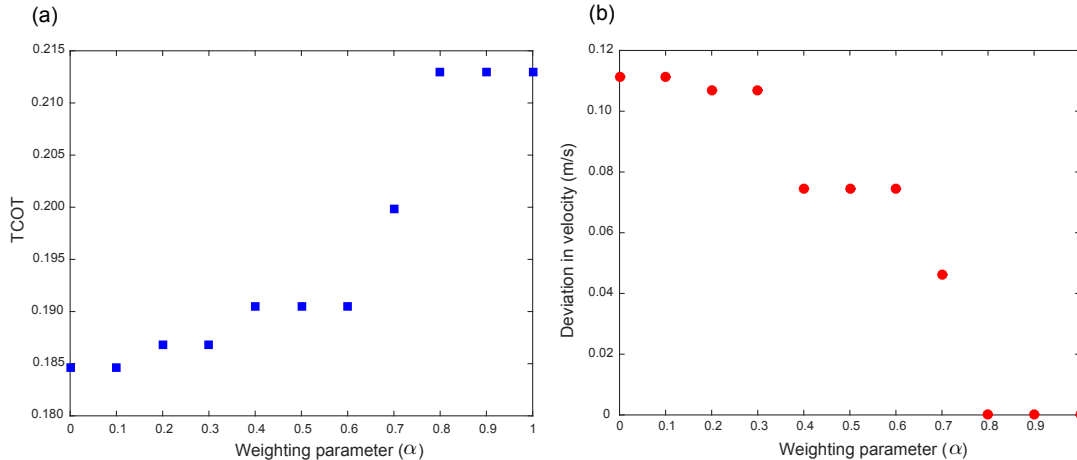 (a)
0.215
0.210
0.205
0.200
0.195
0.190
0.185
0.180
TCOT
0 0.1 0.2 0.3 0.4 0.5 0.6 0.7 0.8 0.9 1
Weighting parameter (α)
(b)
0.12
0.10
0.08
0.06
0.04
0.02
0
Deviation in velocity (m/s)
0 0.1 0.2 0.3 0.4 0.5 0.6 0.7 0.8 0.9
Weighting parameter (α)